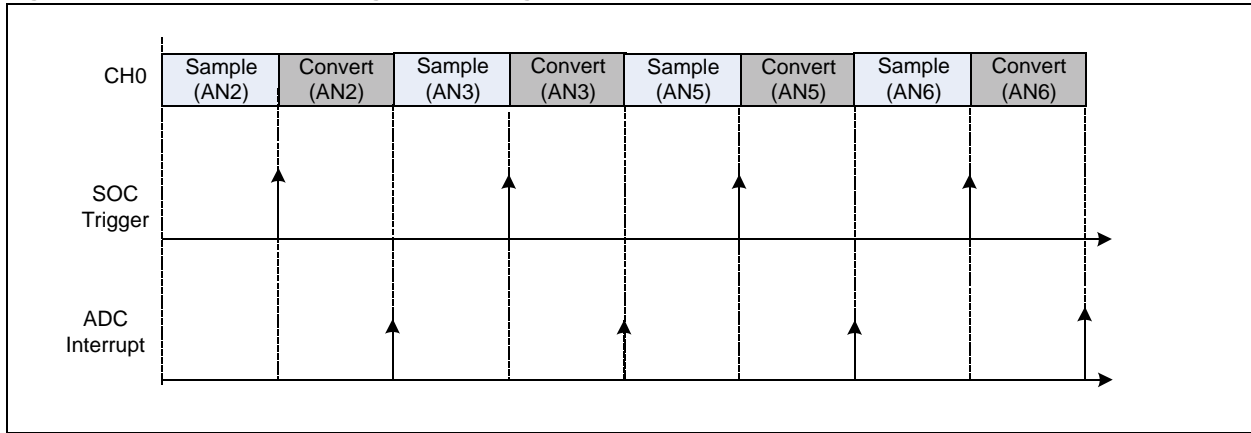 CH0
Sample
(AN2)
Convert
(AN2)
Sample
(AN3)
Convert
(AN3)
Sample
(AN5)
Convert
(AN5)
Sample
(AN6)
Convert
(AN6)
SOC
Trigger
ADC
Interrupt